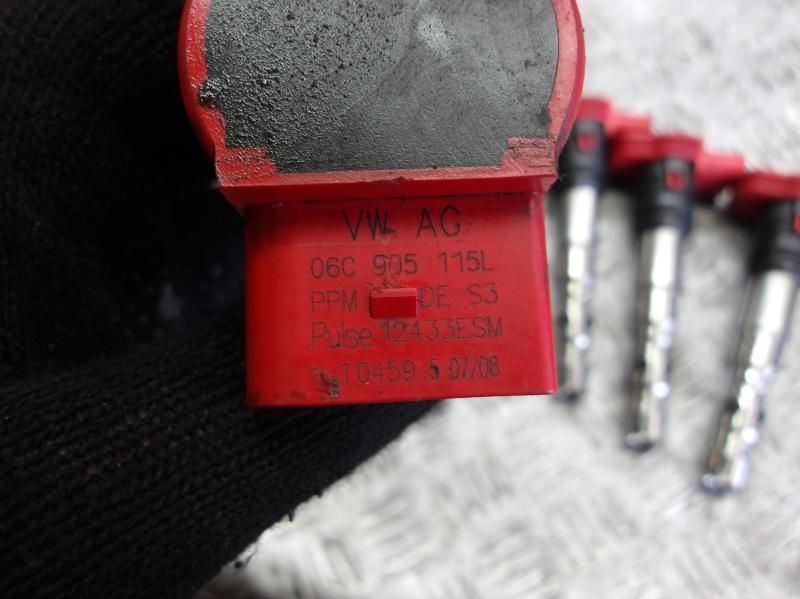 VW AG
06C 905 115L
PPM DE S3
Pulse 12433ESM
10459 5 07/08